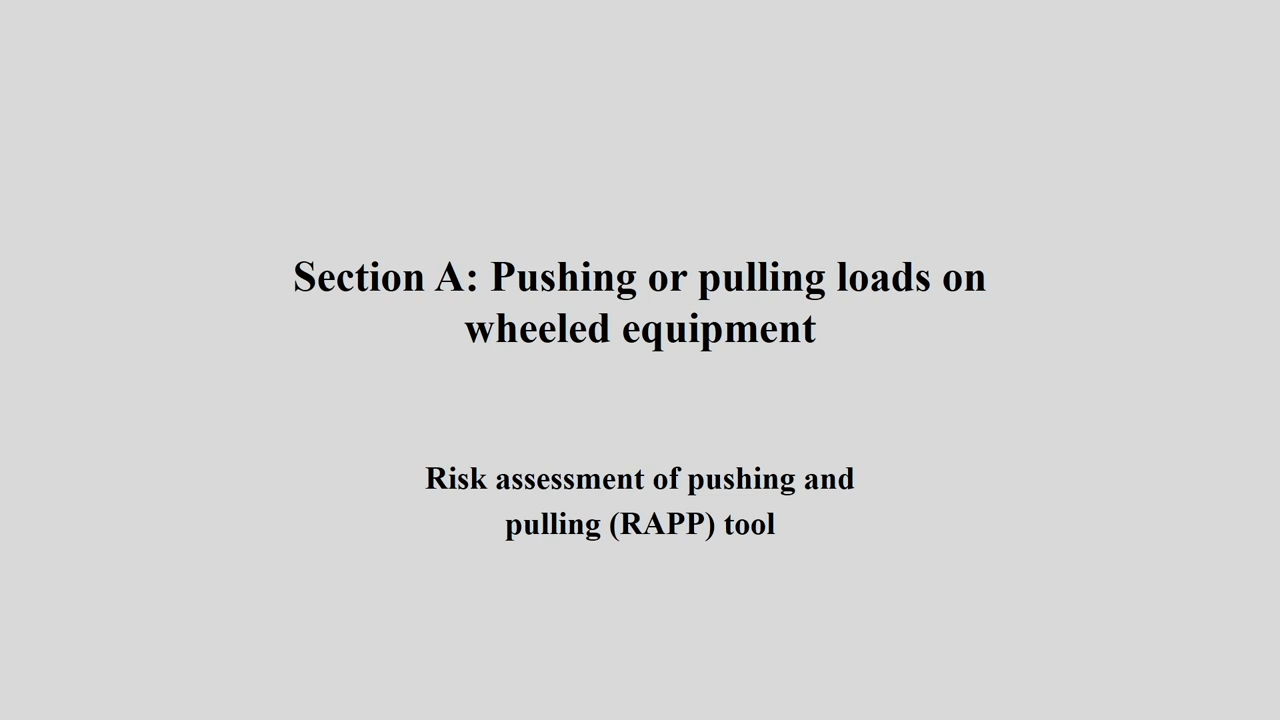 Section A: Pushing or pulling loads on
wheeled equipment
Risk assessment of pushing and
pulling (RAPP) tool